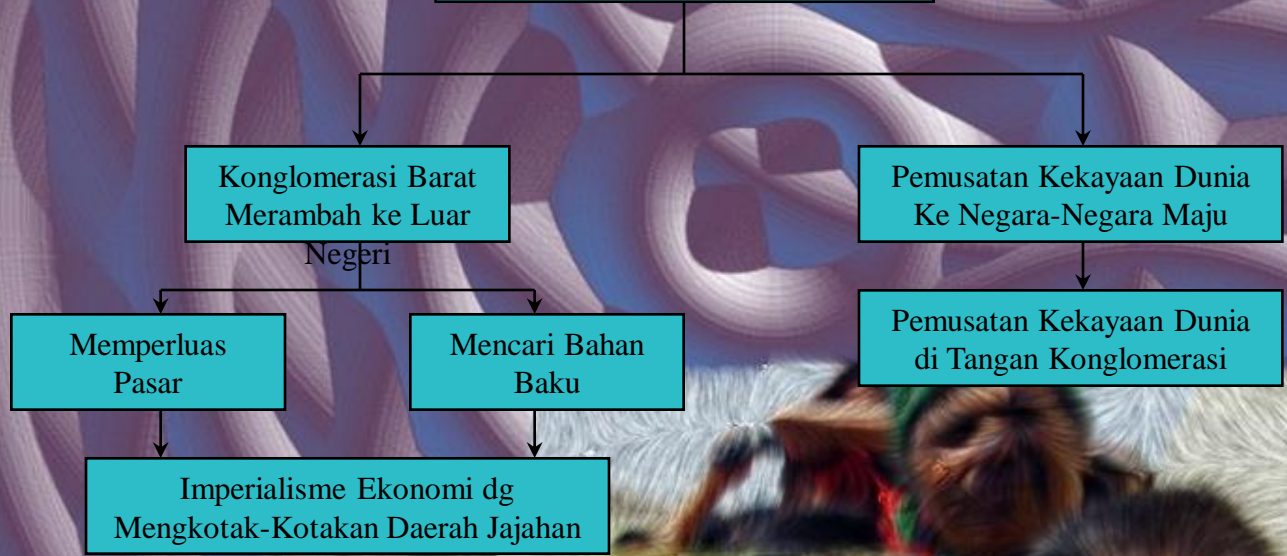 Konglomerasi Barat
Merambah ke Luar
Negeri
Pemusatan Kekayaan Dunia
Ke Negara-Negara Maju
Memperluas
Pasar
Mencari Bahan
Baku
Pemusatan Kekayaan Dunia
di Tangan Konglomerasi
Imperialisme Ekonomi dg
Mengkotak-Kotakan Daerah Jajahan